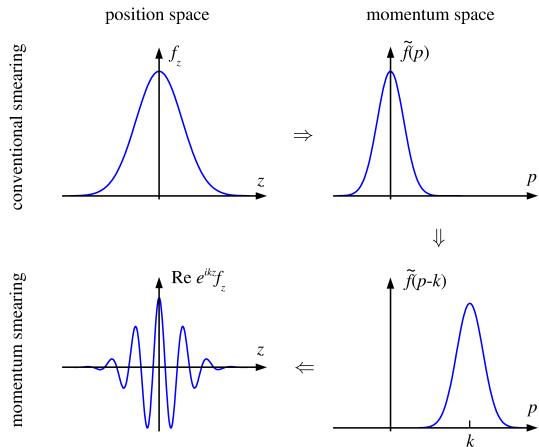 position space
momentum space
conventional smearing
f_z
z
⇒
f̃(p)
p
⇓
momentum smearing
Re e^{ikz}f_z
z
⇐
f̃(p-k)
p
k